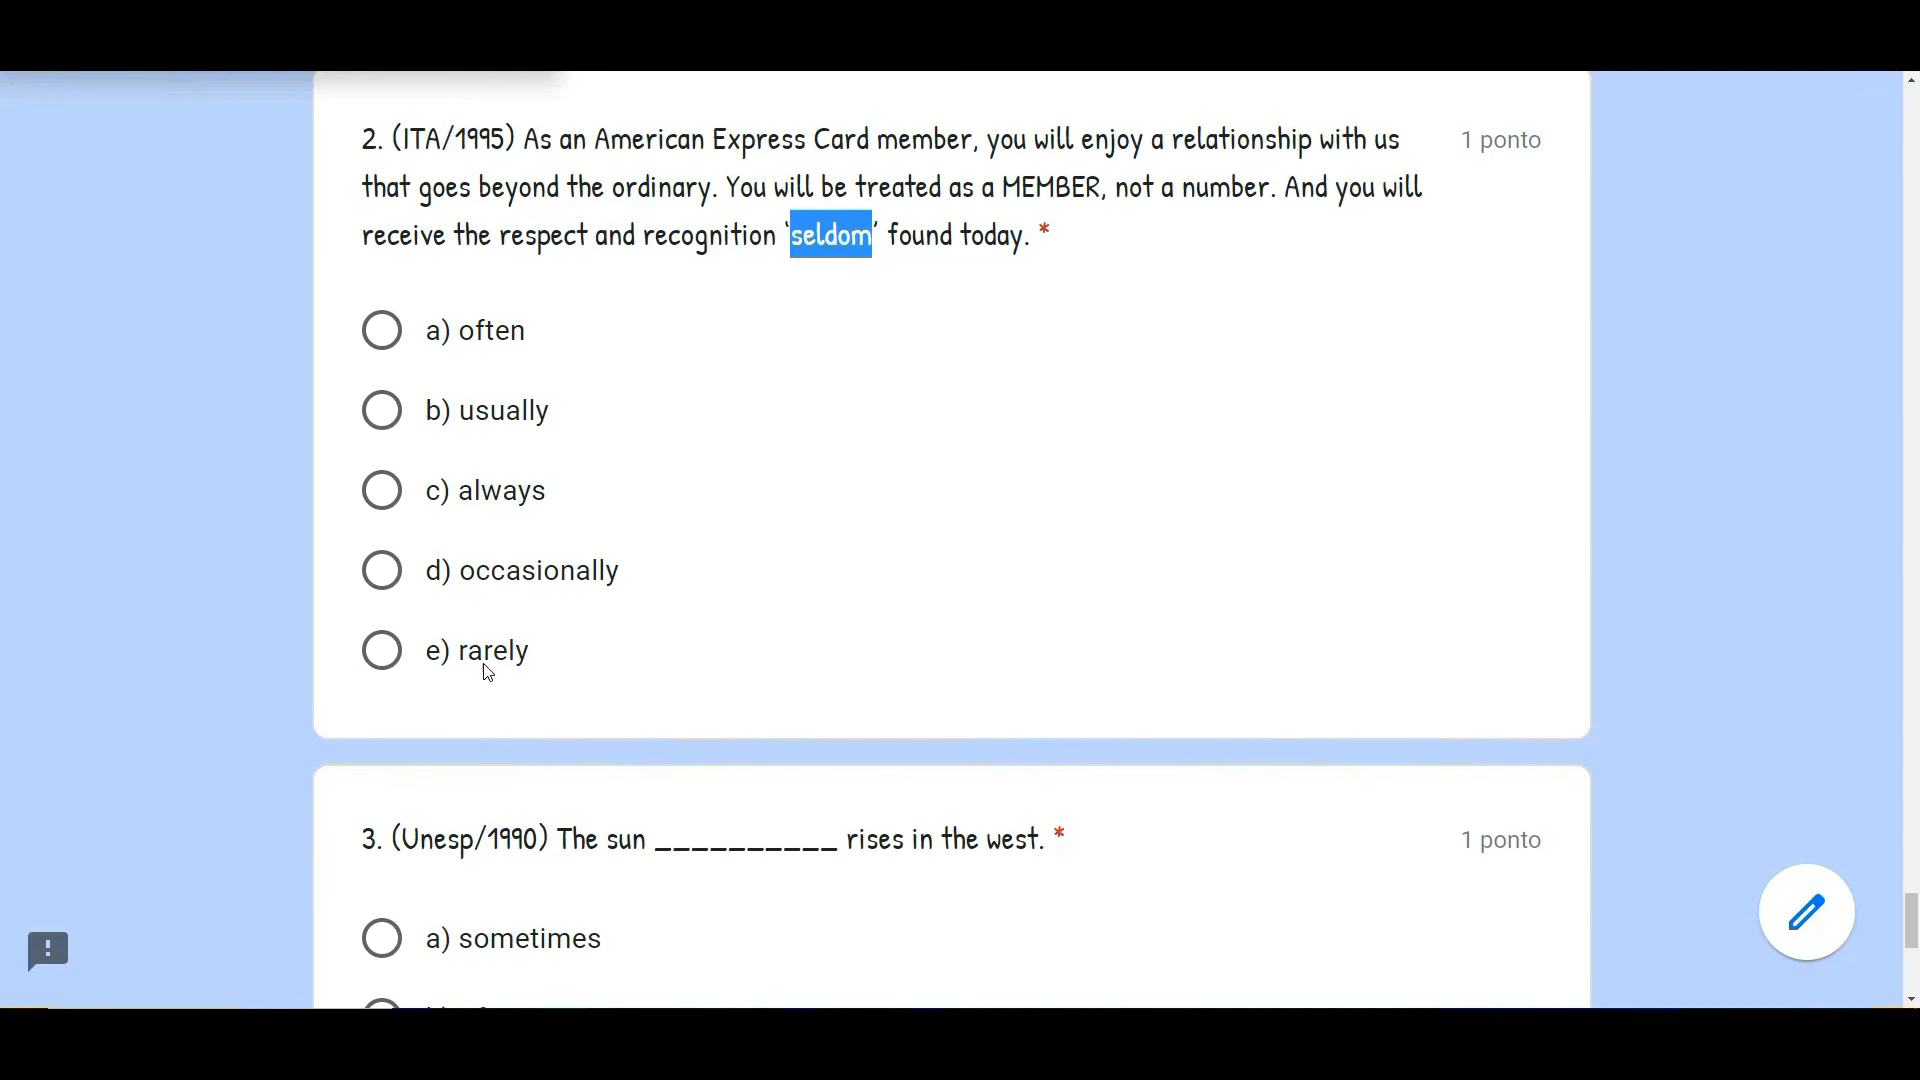 2. (ITA/1995) As an American Express Card member, you will enjoy a relationship with us
1 ponto
that goes beyond the ordinary. You will be treated as a MEMBER, not a number. And you will
receive the respect and recognition 'seldom' found today. *
a) often
b) usually
c) always
d) occasionally
e) rarely
3. (Unesp/1990) The sun __________ rises in the west. *
1 ponto
a) sometimes